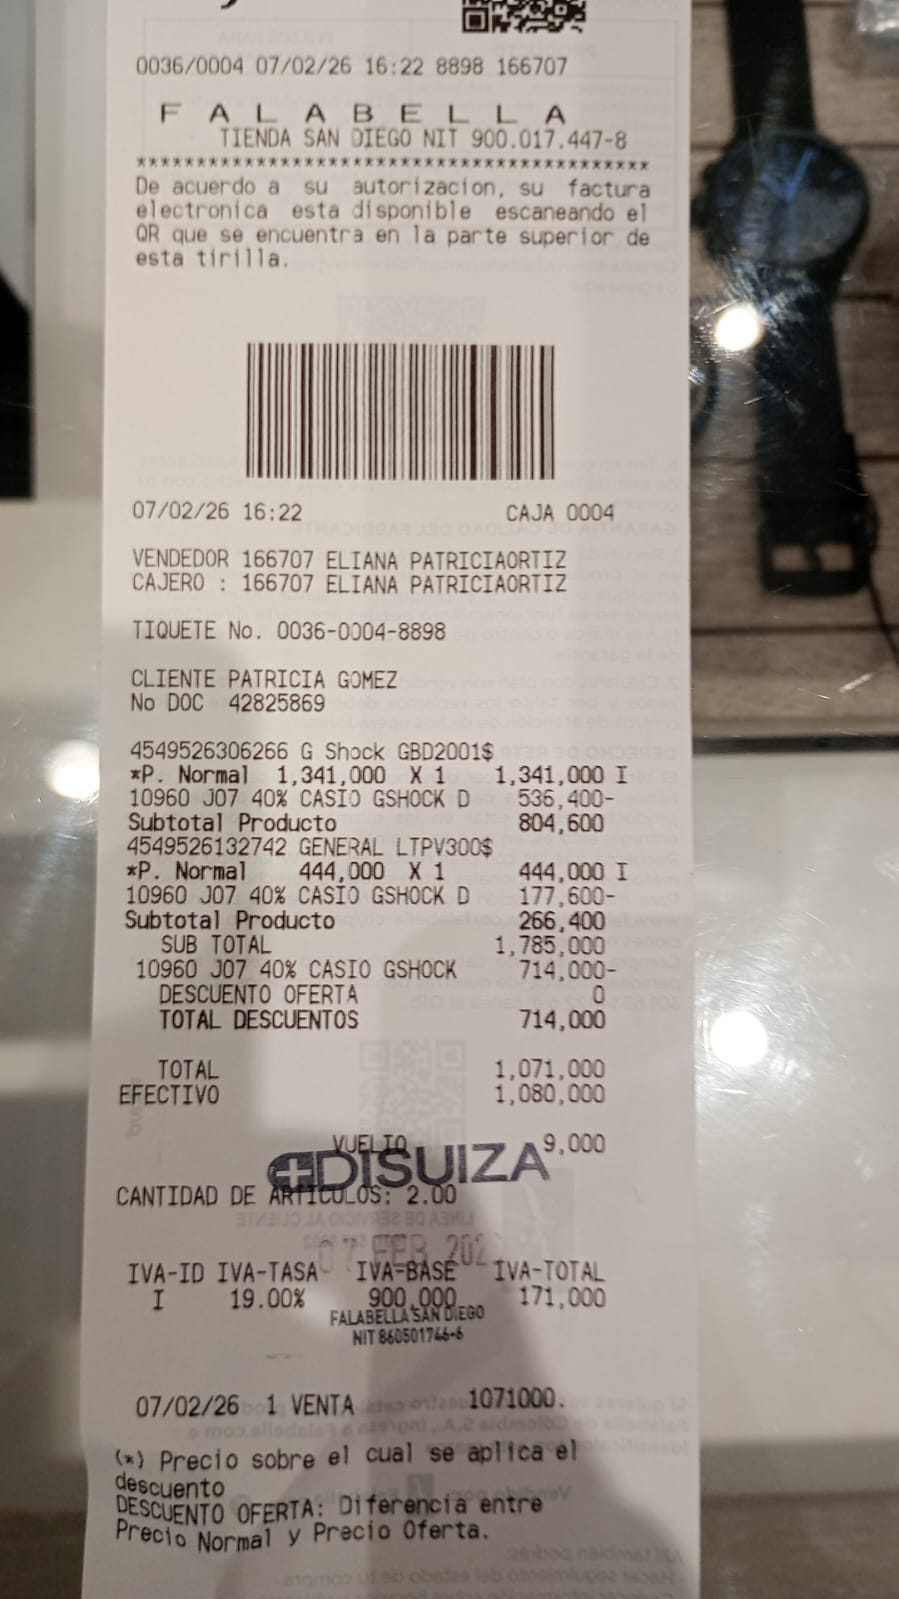 0036/0004 07/02/26 16:22 8898 166707
F A L A B E L L A
TIENDA SAN DIEGO NIT 900.017.447-8
******************************************
De acuerdo a su autorizacion, su factura
electronica esta disponible escaneando el
QR que se encuentra en la parte superior de
esta tirilla.
07/02/26 16:22 CAJA 0004
VENDEDOR 166707 ELIANA PATRICIAORTIZ
CAJERO : 166707 ELIANA PATRICIAORTIZ
TIQUETE No. 0036-0004-8898
CLIENTE PATRICIA GOMEZ
No DOC 42825869
4549526306266 G Shock GBD2001$
*P. Normal 1,341,000 X 1 1,341,000 I
10960 J07 40% CASIO GSHOCK D 536,400-
Subtotal Producto 804,600
4549526132742 GENERAL LTPV300$
*P. Normal 444,000 X 1 444,000 I
10960 J07 40% CASIO GSHOCK D 177,600-
Subtotal Producto 266,400
SUB TOTAL 1,785,000
10960 J07 40% CASIO GSHOCK 714,000-
DESCUENTO OFERTA 0
TOTAL DESCUENTOS 714,000
TOTAL 1,071,000
EFECTIVO 1,080,000
VUELTO 9,000
DISUIZA
CANTIDAD DE ARTICULOS: 2.00
07 FEB 202
IVA-ID IVA-TASA IVA-BASE IVA-TOTAL
I 19.00% 900,000 171,000
FALABELLA SAN DIEGO
NIT 860501746-6
07/02/26 1 VENTA 1071000.
(*) Precio sobre el cual se aplica el
descuento
DESCUENTO OFERTA: Diferencia entre
Precio Normal y Precio Oferta.